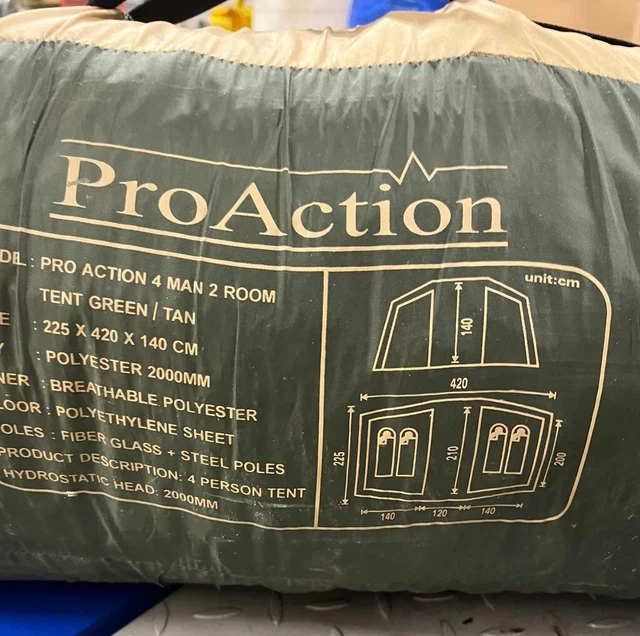 ProAction
DEL : PRO ACTION 4 MAN 2 ROOM
TENT GREEN / TAN
E : 225 X 420 X 140 CM
Y : POLYESTER 2000MM
NER : BREATHABLE POLYESTER
LOOR : POLYETHYLENE SHEET
OLES : FIBER GLASS + STEEL POLES
PRODUCT DESCRIPTION: 4 PERSON TENT
HYDROSTATIC HEAD: 2000MM
unit:cm
140
420
225
210
200
140
120
140